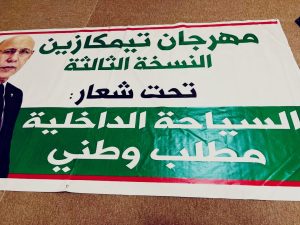 مهرجان تيمكازين
النسخة الثالثة
تحت شعار:
السياحة الداخلية
مطلب وطني